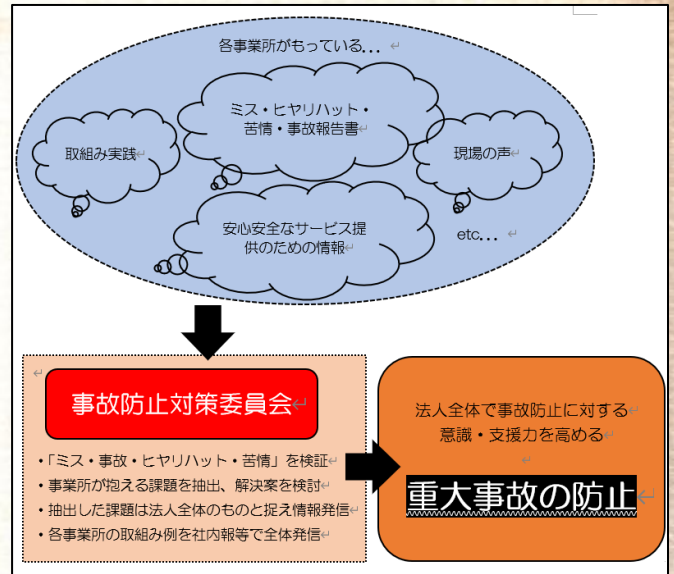 各事業所がもっている...
ミス・ヒヤリハット・
苦情・事故報告書
取組み実践
現場の声
安心安全なサービス提
供のための情報
etc...
事故防止対策委員会
・「ミス・事故・ヒヤリハット・苦情」を検証
・事業所が抱える課題を抽出、解決案を検討
・抽出した課題は法人全体のものと捉え情報発信
・各事業所の取組み例を社内報等で全体発信
法人全体で事故防止に対する
意識・支援力を高める
重大事故の防止